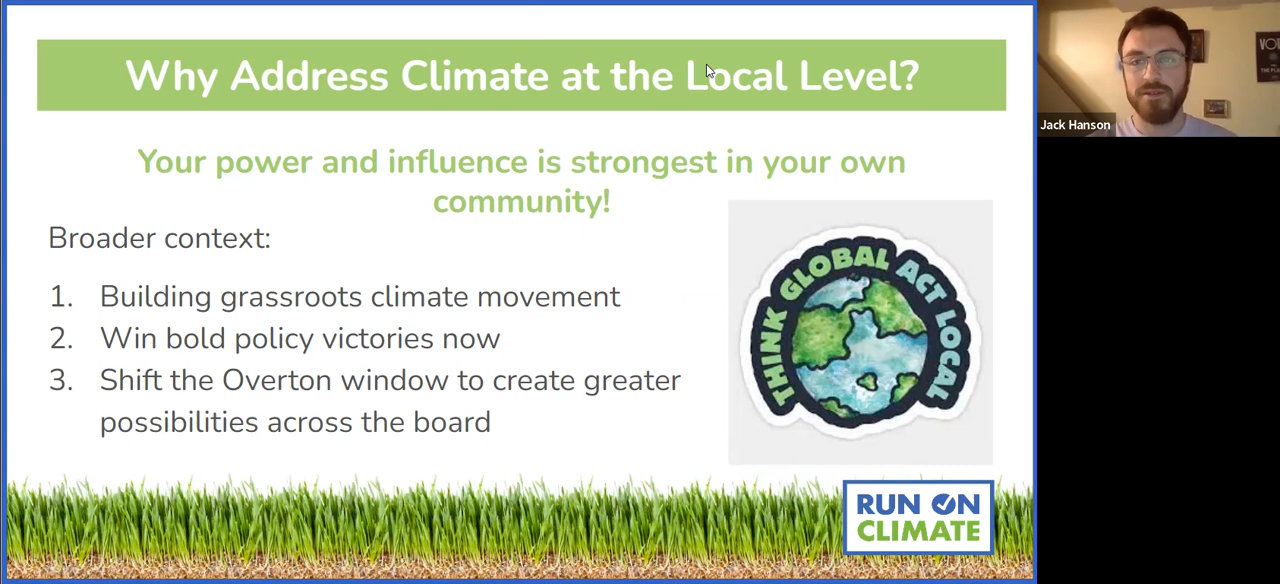 Why Address Climate at the Local Level?
Your power and influence is strongest in your own
community!
Broader context:
1. Building grassroots climate movement
2. Win bold policy victories now
3. Shift the Overton window to create greater
possibilities across the board
THINK GLOBAL ACT LOCAL
RUN ON
CLIMATE
Jack Hanson